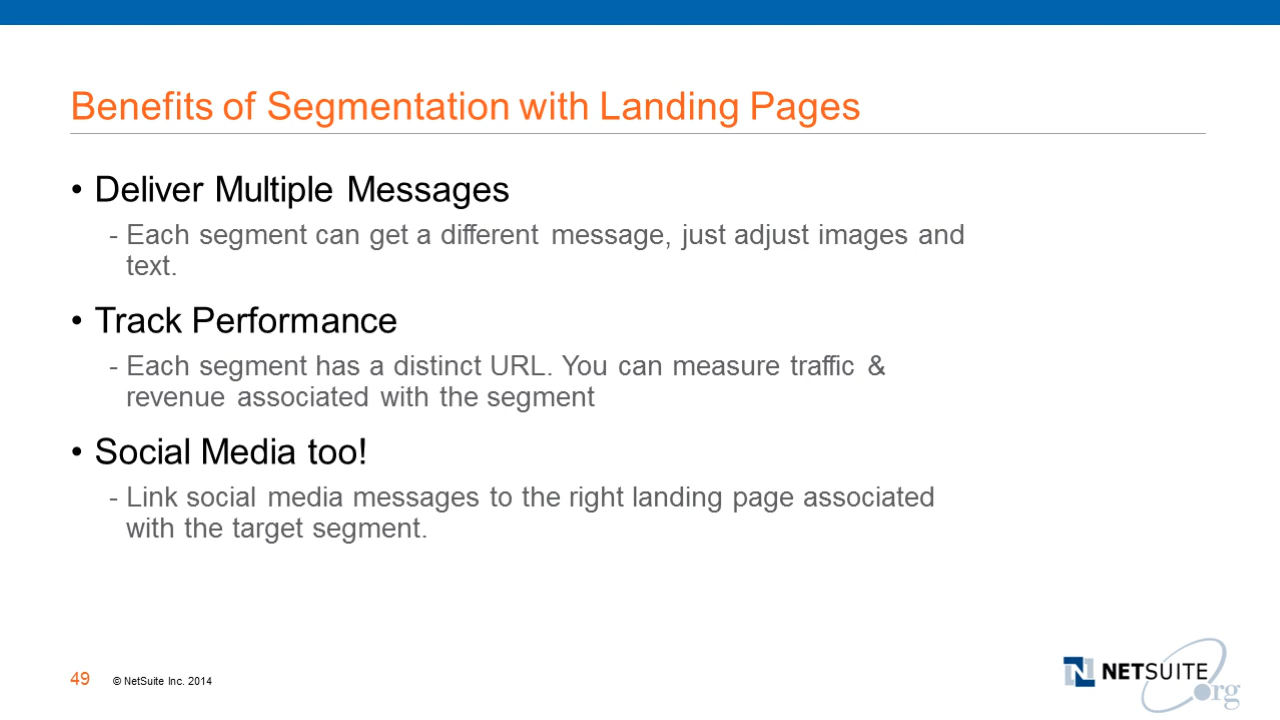 Benefits of Segmentation with Landing Pages
• Deliver Multiple Messages
- Each segment can get a different message, just adjust images and
text.
• Track Performance
- Each segment has a distinct URL. You can measure traffic &
revenue associated with the segment
• Social Media too!
- Link social media messages to the right landing page associated
with the target segment.
49 © NetSuite Inc. 2014
N NETSUITE
.org